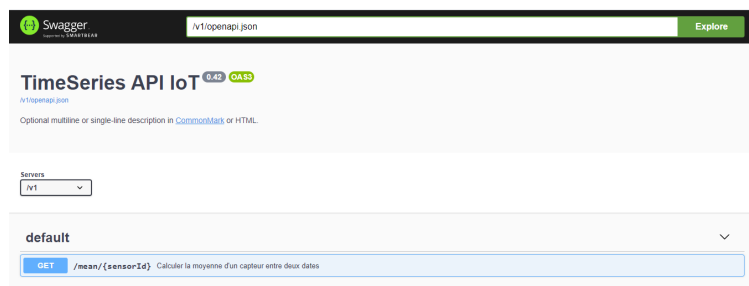 Swagger
Supported by SMARTBEAR
/v1/openapi.json
Explore
TimeSeries API IoT 0.42 OAS3
/v1/openapi.json
Optional multiline or single-line description in CommonMark or HTML.
Servers
/v1
default
GET /mean/{sensorId} Calculer la moyenne d'un capteur entre deux dates